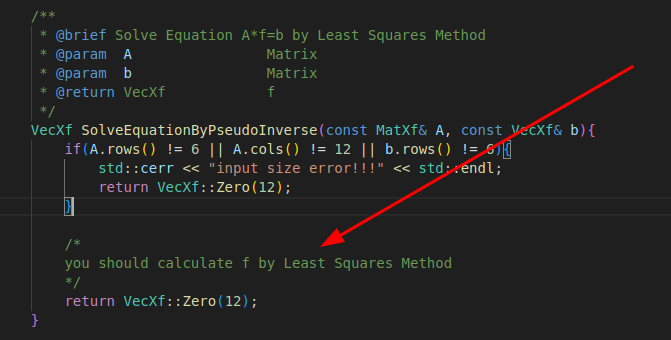 /**
 * @brief Solve Equation A*f=b by Least Squares Method
 * @param  A                Matrix
 * @param  b                Matrix
 * @return VecXf            f
 */
VecXf SolveEquationByPseudoInverse(const MatXf& A, const VecXf& b){
    if(A.rows() != 6 || A.cols() != 12 || b.rows() != 6){
        std::cerr << "input size error!!!" << std::endl;
        return VecXf::Zero(12);
    }
    /*
    you should calculate f by Least Squares Method
    */
    return VecXf::Zero(12);
}